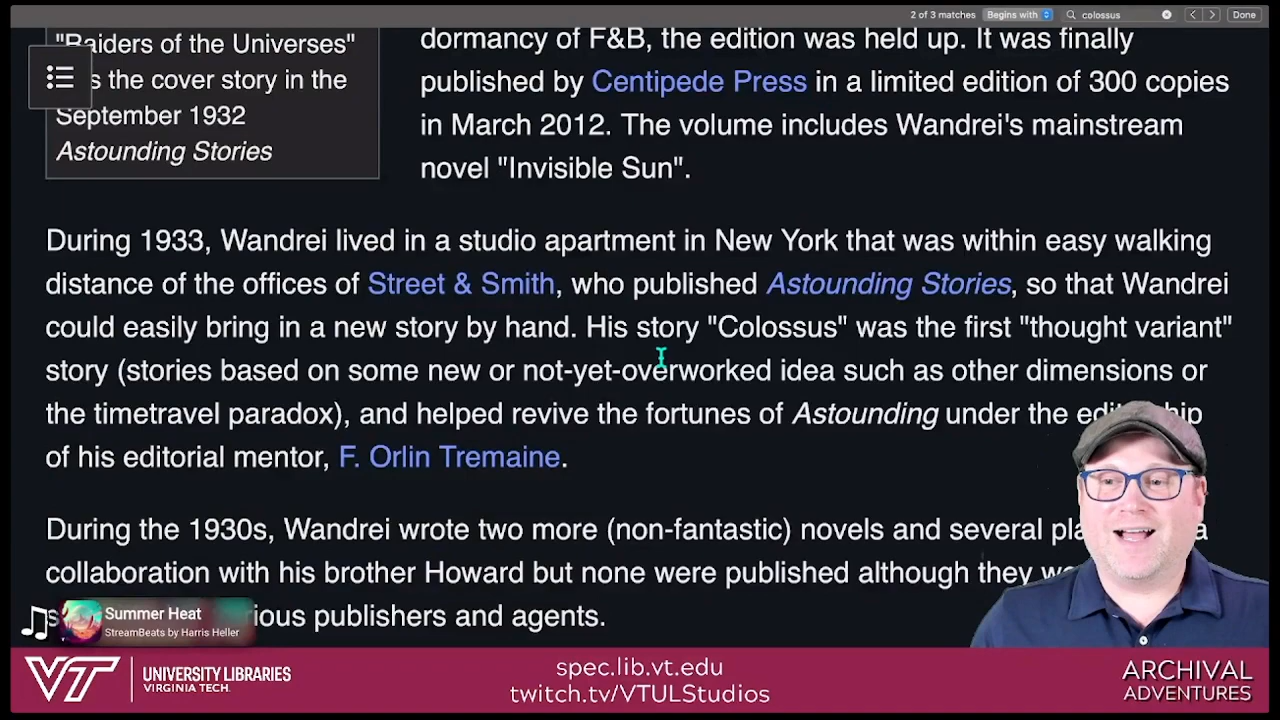 2 of 3 matches Begins with colossus Done
"Raiders of the Universes"
s the cover story in the
September 1932
Astounding Stories
dormancy of F&B, the edition was held up. It was finally
published by Centipede Press in a limited edition of 300 copies
in March 2012. The volume includes Wandrei's mainstream
novel "Invisible Sun".
During 1933, Wandrei lived in a studio apartment in New York that was within easy walking
distance of the offices of Street & Smith, who published Astounding Stories, so that Wandrei
could easily bring in a new story by hand. His story "Colossus" was the first "thought variant"
story (stories based on some new or not-yet-overworked idea such as other dimensions or
the timetravel paradox), and helped revive the fortunes of Astounding under the
of his editorial mentor, F. Orlin Tremaine.
During the 1930s, Wandrei wrote two more (non-fantastic) novels and several a
collaboration with his brother Howard but none were published although they
publishers and agents.
Summer Heat
StreamBeats by Harris Heller
VT UNIVERSITY LIBRARIES
VIRGINIA TECH.
spec.lib.vt.edu
twitch.tv/VTULStudios
ARCHIVAL
ADVENTURES